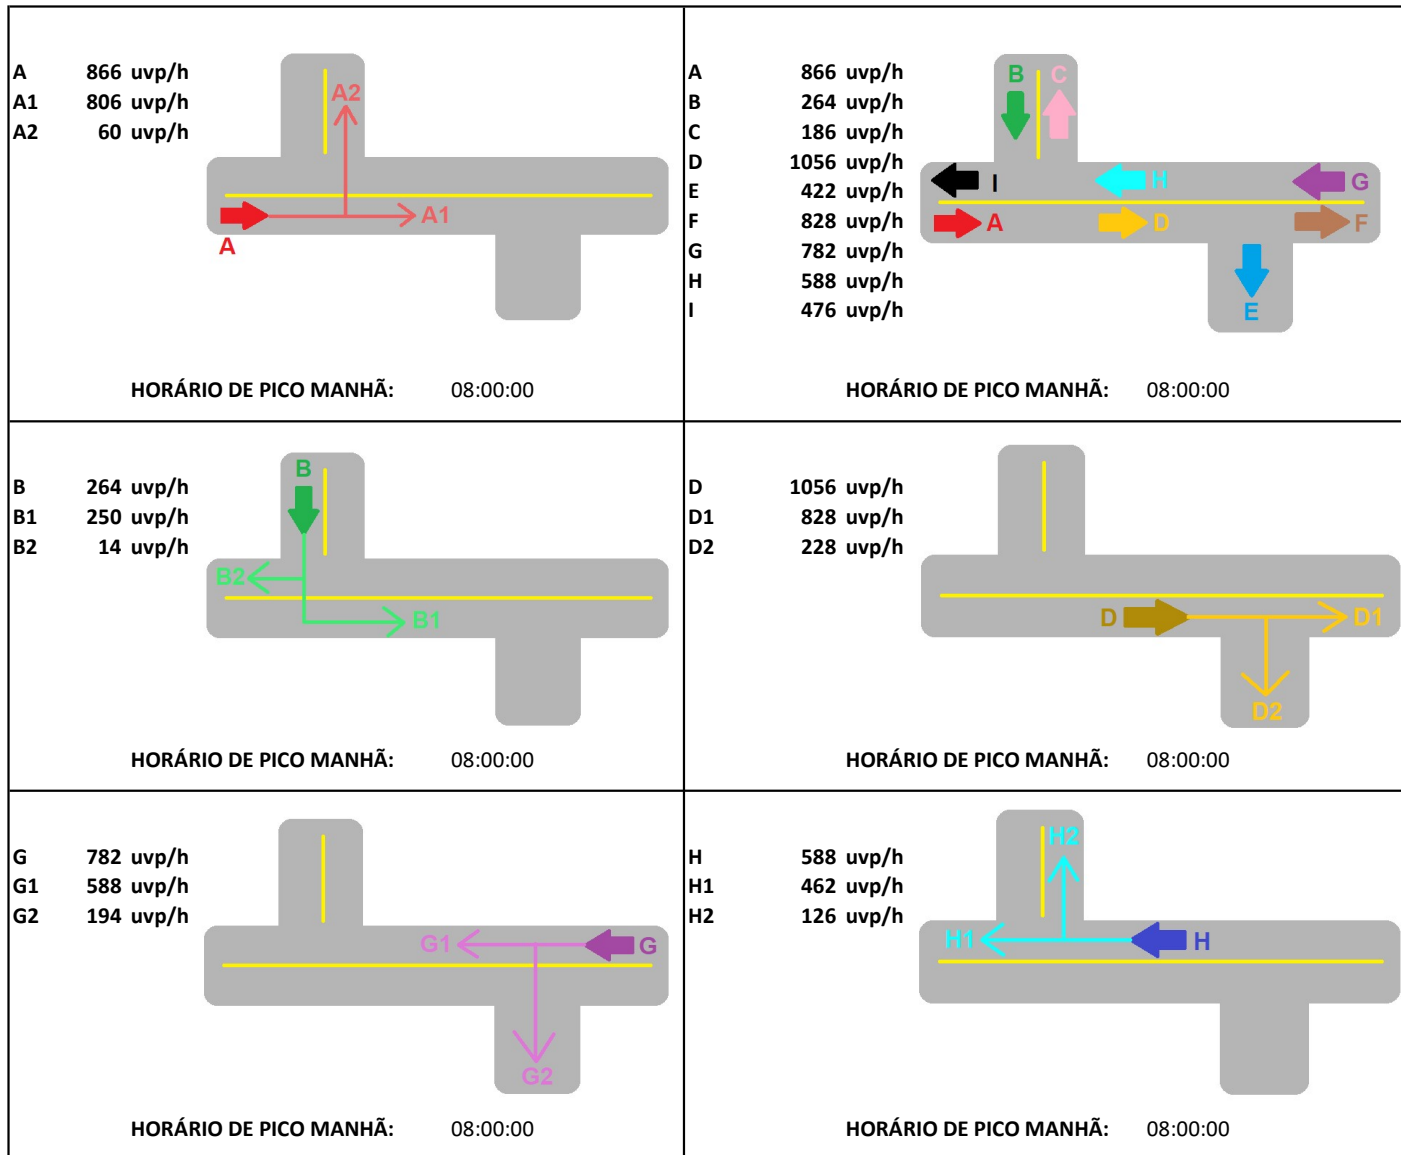 A 866 uvp/h
A1 806 uvp/h
A2 60 uvp/h
A2
A1
A
HORÁRIO DE PICO MANHÃ: 08:00:00
A 866 uvp/h
B 264 uvp/h
C 186 uvp/h
D 1056 uvp/h
E 422 uvp/h
F 828 uvp/h
G 782 uvp/h
H 588 uvp/h
I 476 uvp/h
B C
I H G
A D F
E
HORÁRIO DE PICO MANHÃ: 08:00:00
B 264 uvp/h
B1 250 uvp/h
B2 14 uvp/h
B
B2
B1
HORÁRIO DE PICO MANHÃ: 08:00:00
D 1056 uvp/h
D1 828 uvp/h
D2 228 uvp/h
D D1
D2
HORÁRIO DE PICO MANHÃ: 08:00:00
G 782 uvp/h
G1 588 uvp/h
G2 194 uvp/h
G1 G
G2
HORÁRIO DE PICO MANHÃ: 08:00:00
H 588 uvp/h
H1 462 uvp/h
H2 126 uvp/h
H2
H1 H
HORÁRIO DE PICO MANHÃ: 08:00:00